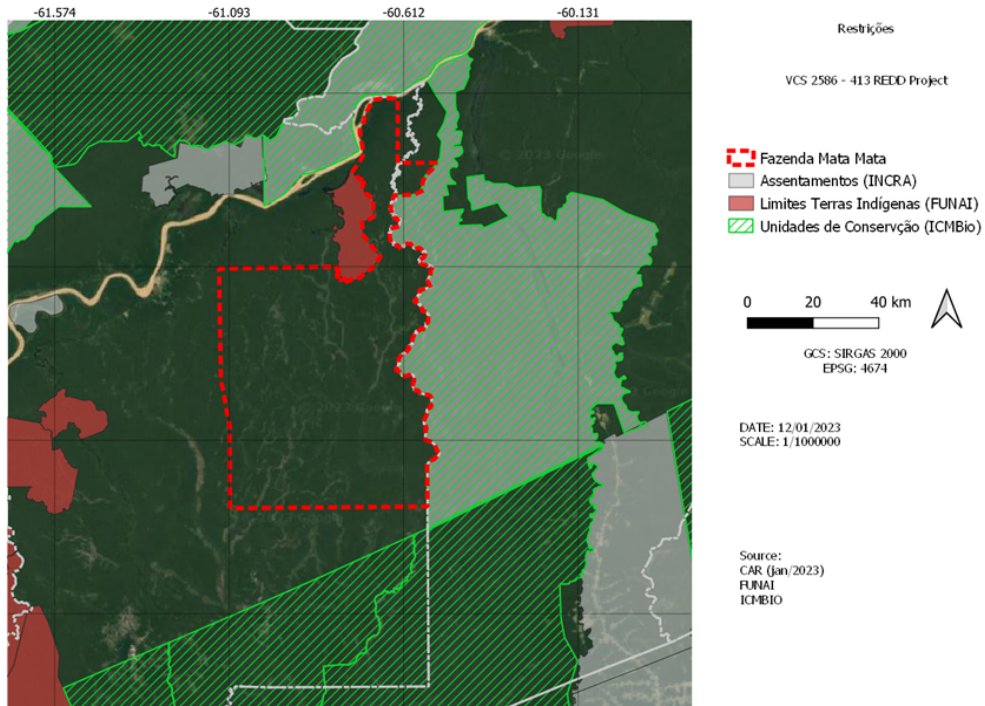 -61.574 -61.093 -60.612 -60.131
Restrições
VCS 2586 - 413 REDD Project
Fazenda Mata Mata
Assentamentos (INCRA)
Limites Terras Indígenas (FUNAI)
Unidades de Conservção (ICMBio)
0 20 40 km
GCS: SIRGAS 2000
EPSG: 4674
DATE: 12/01/2023
SCALE: 1/1000000
Source:
CAR (jan/2023)
FUNAI
ICMBIO
© 2023 Google